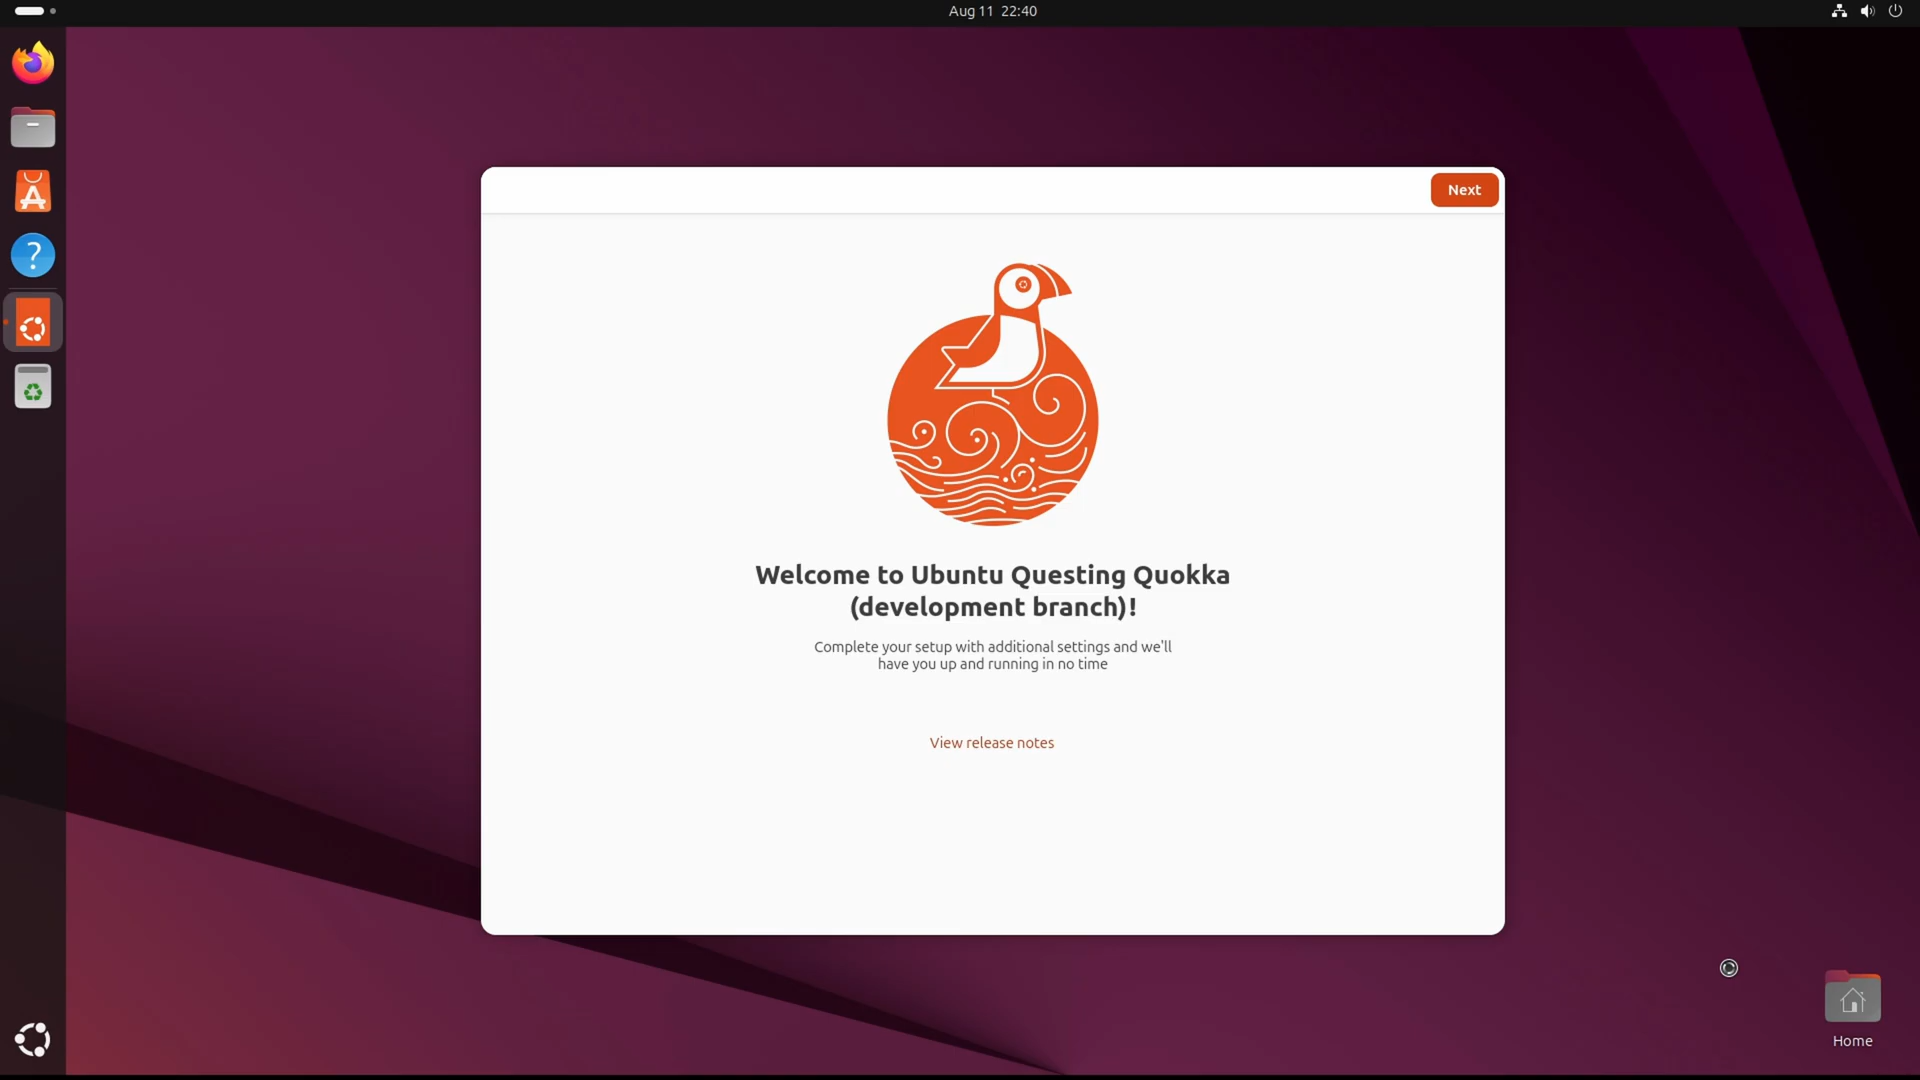 Aug 11 22:40
Next
Welcome to Ubuntu Questing Quokka
(development branch)!
Complete your setup with additional settings and we'll
have you up and running in no time
View release notes
Home